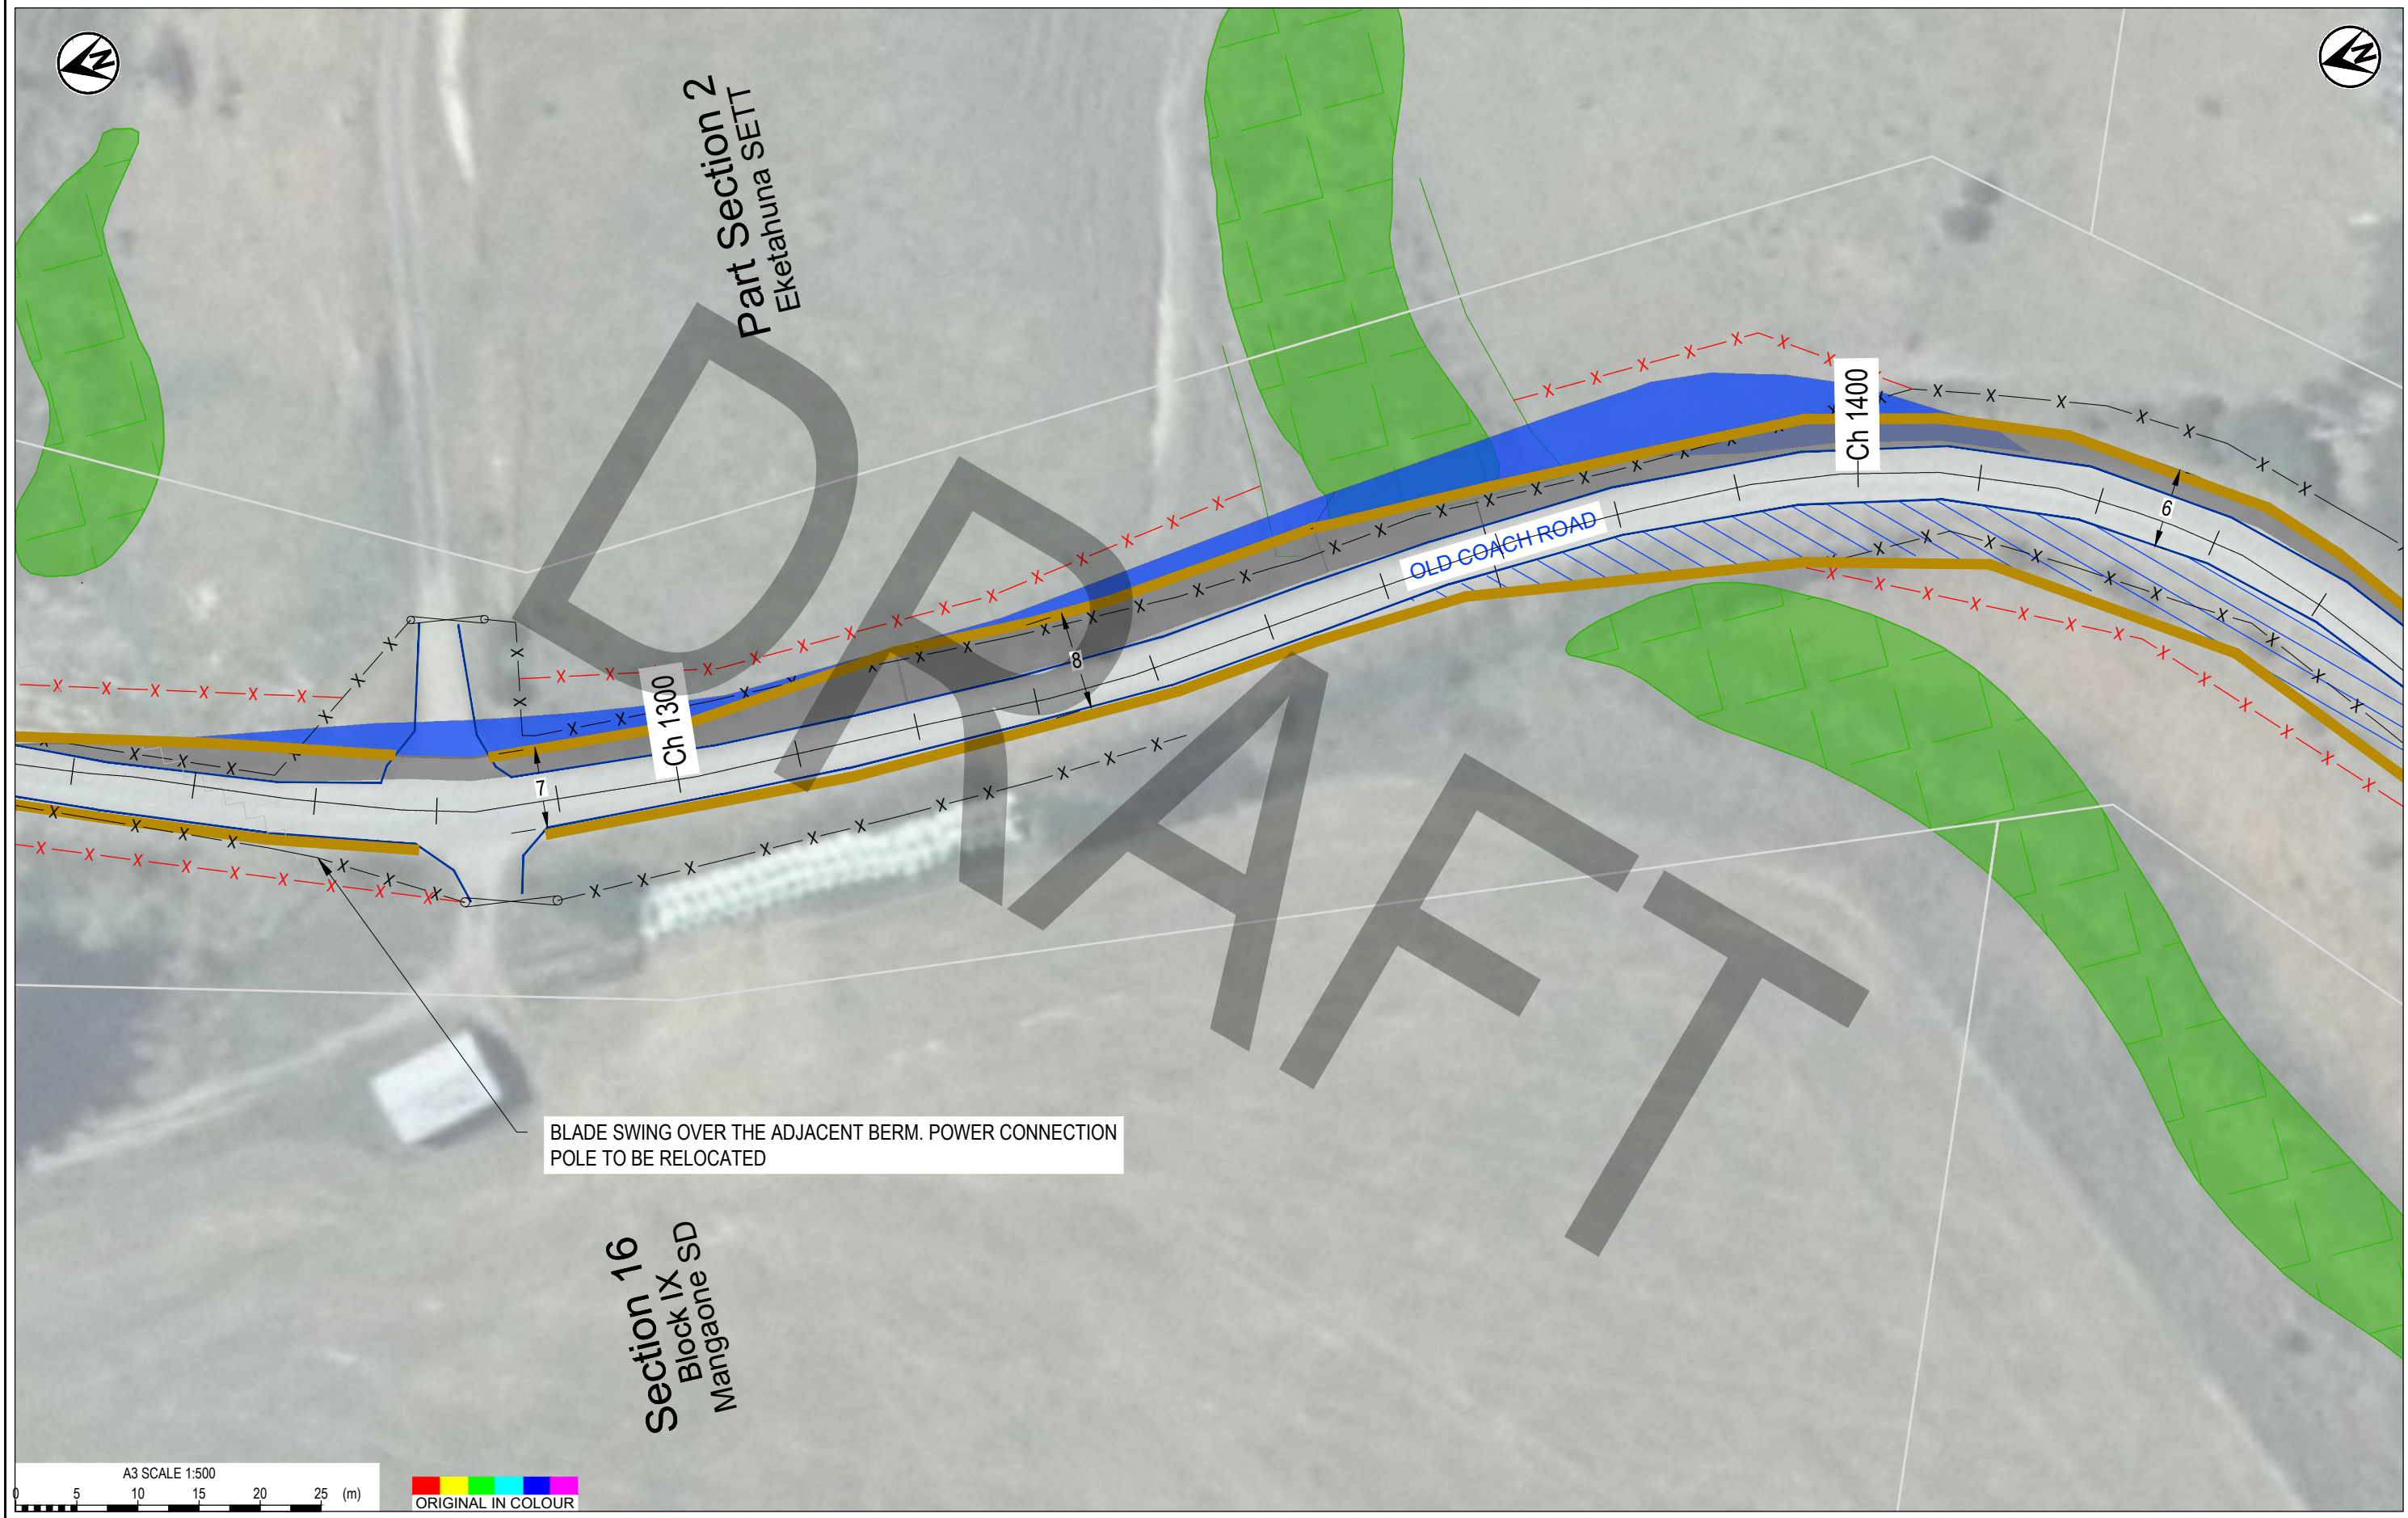 N
N
Part Section 2
Eketahuna SETT
DRAFT
Ch 1400
6
OLD COACH ROAD
8
Ch 1300
7
BLADE SWING OVER THE ADJACENT BERM. POWER CONNECTION
POLE TO BE RELOCATED
Section 16
Block IX
Mangaone SD
A3 SCALE 1:500
0 5 10 15 20 25 (m)
ORIGINAL IN COLOUR